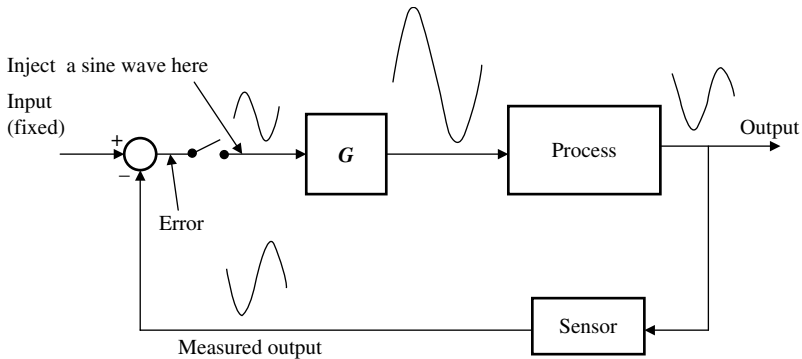 Inject a sine wave here
Input
(fixed)
+
Output
G
Process
−
Error
Sensor
Measured output